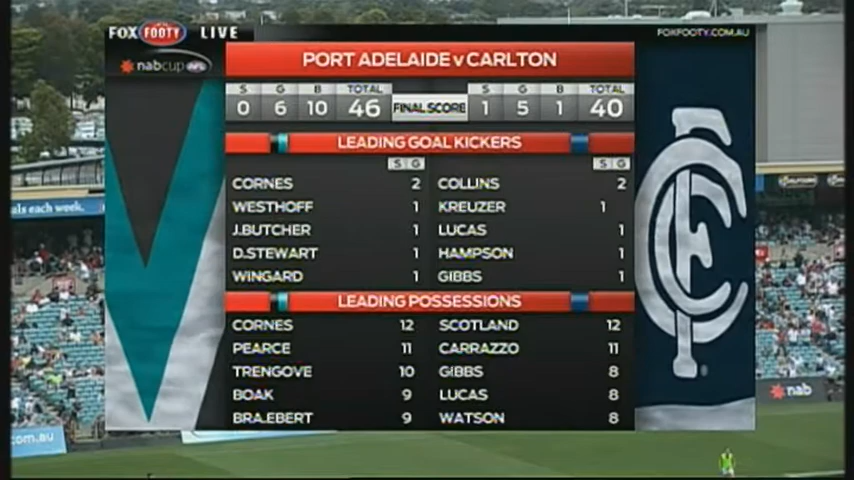 FOX FOOTY LIVE
FOXFOOTY.COM.AU
nabcup AFL
PORT ADELAIDE v CARLTON
S G B TOTAL S G B TOTAL
0 6 10 46 FINAL SCORE 1 5 1 40
LEADING GOAL KICKERS
S G S G
CORNES 2 COLLINS 2
WESTHOFF 1 KREUZER 1
J.BUTCHER 1 LUCAS 1
D.STEWART 1 HAMPSON 1
WINGARD 1 GIBBS 1
LEADING POSSESSIONS
CORNES 12 SCOTLAND 12
PEARCE 11 CARRAZZO 11
TRENGOVE 10 GIBBS 8
BOAK 9 LUCAS 8
BRA.EBERT 9 WATSON 8
CFC
als each week.
nab
om.au